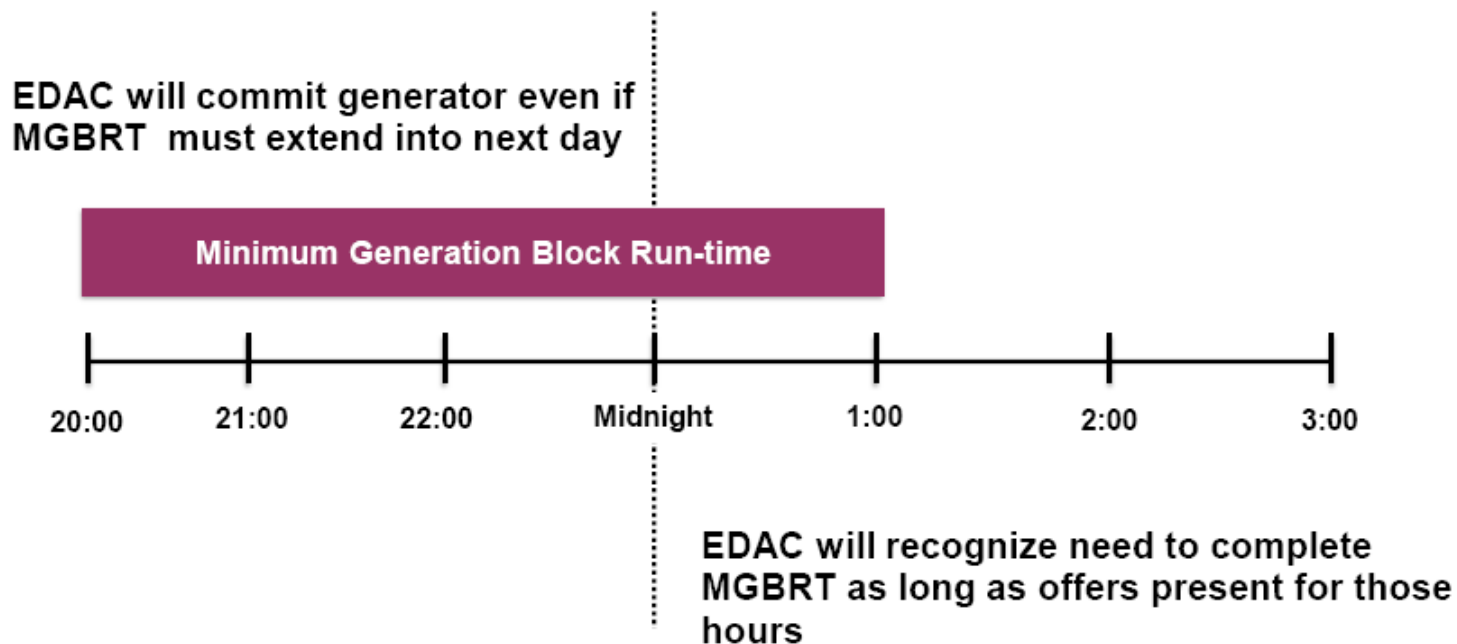 EDAC will commit generator even if
MGBRT must extend into next day
Minimum Generation Block Run-time
20:00 21:00 22:00 Midnight 1:00 2:00 3:00
EDAC will recognize need to complete
MGBRT as long as offers present for those
hours